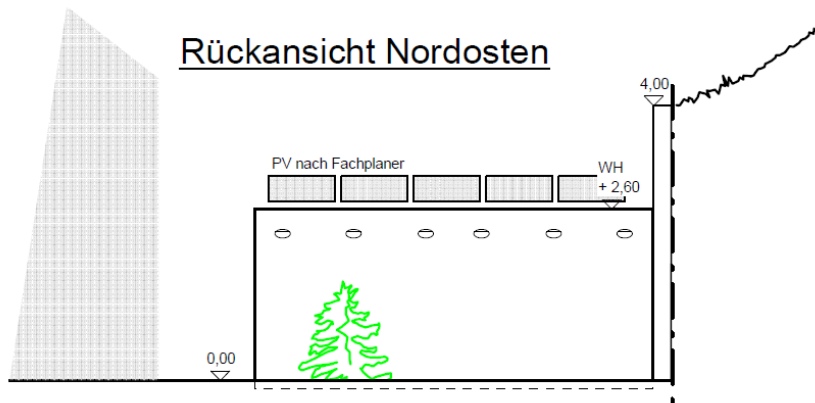 Rückansicht Nordosten
4,00
PV nach Fachplaner
WH
+ 2,60
0,00